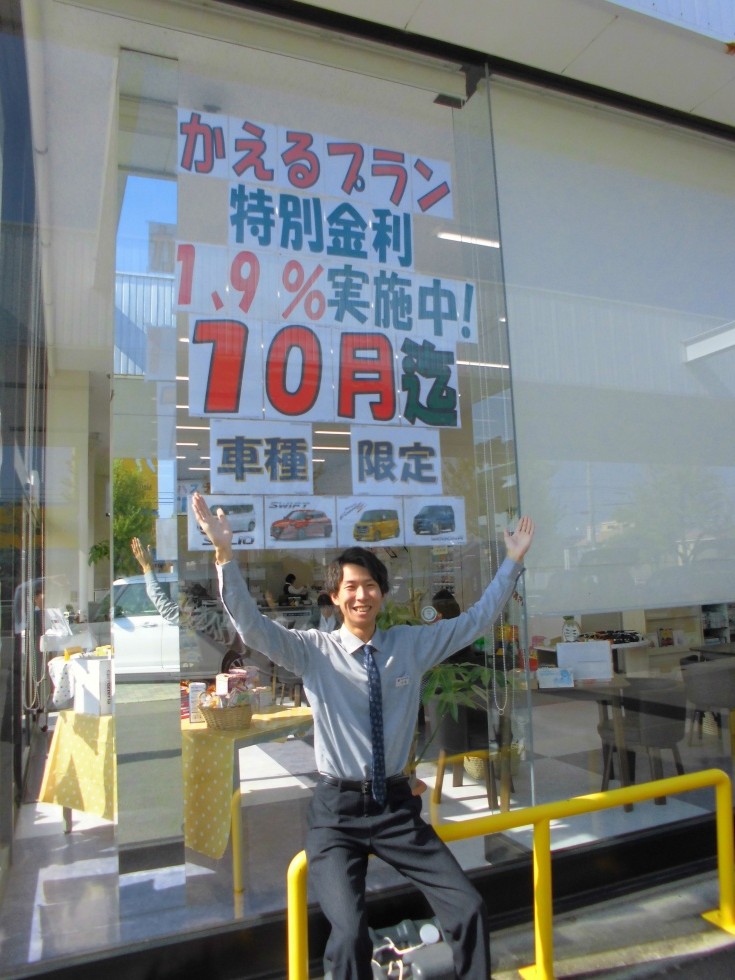 かえるプラン
特別金利
1.9%実施中!
10月迄
車種 限定
SWIFT